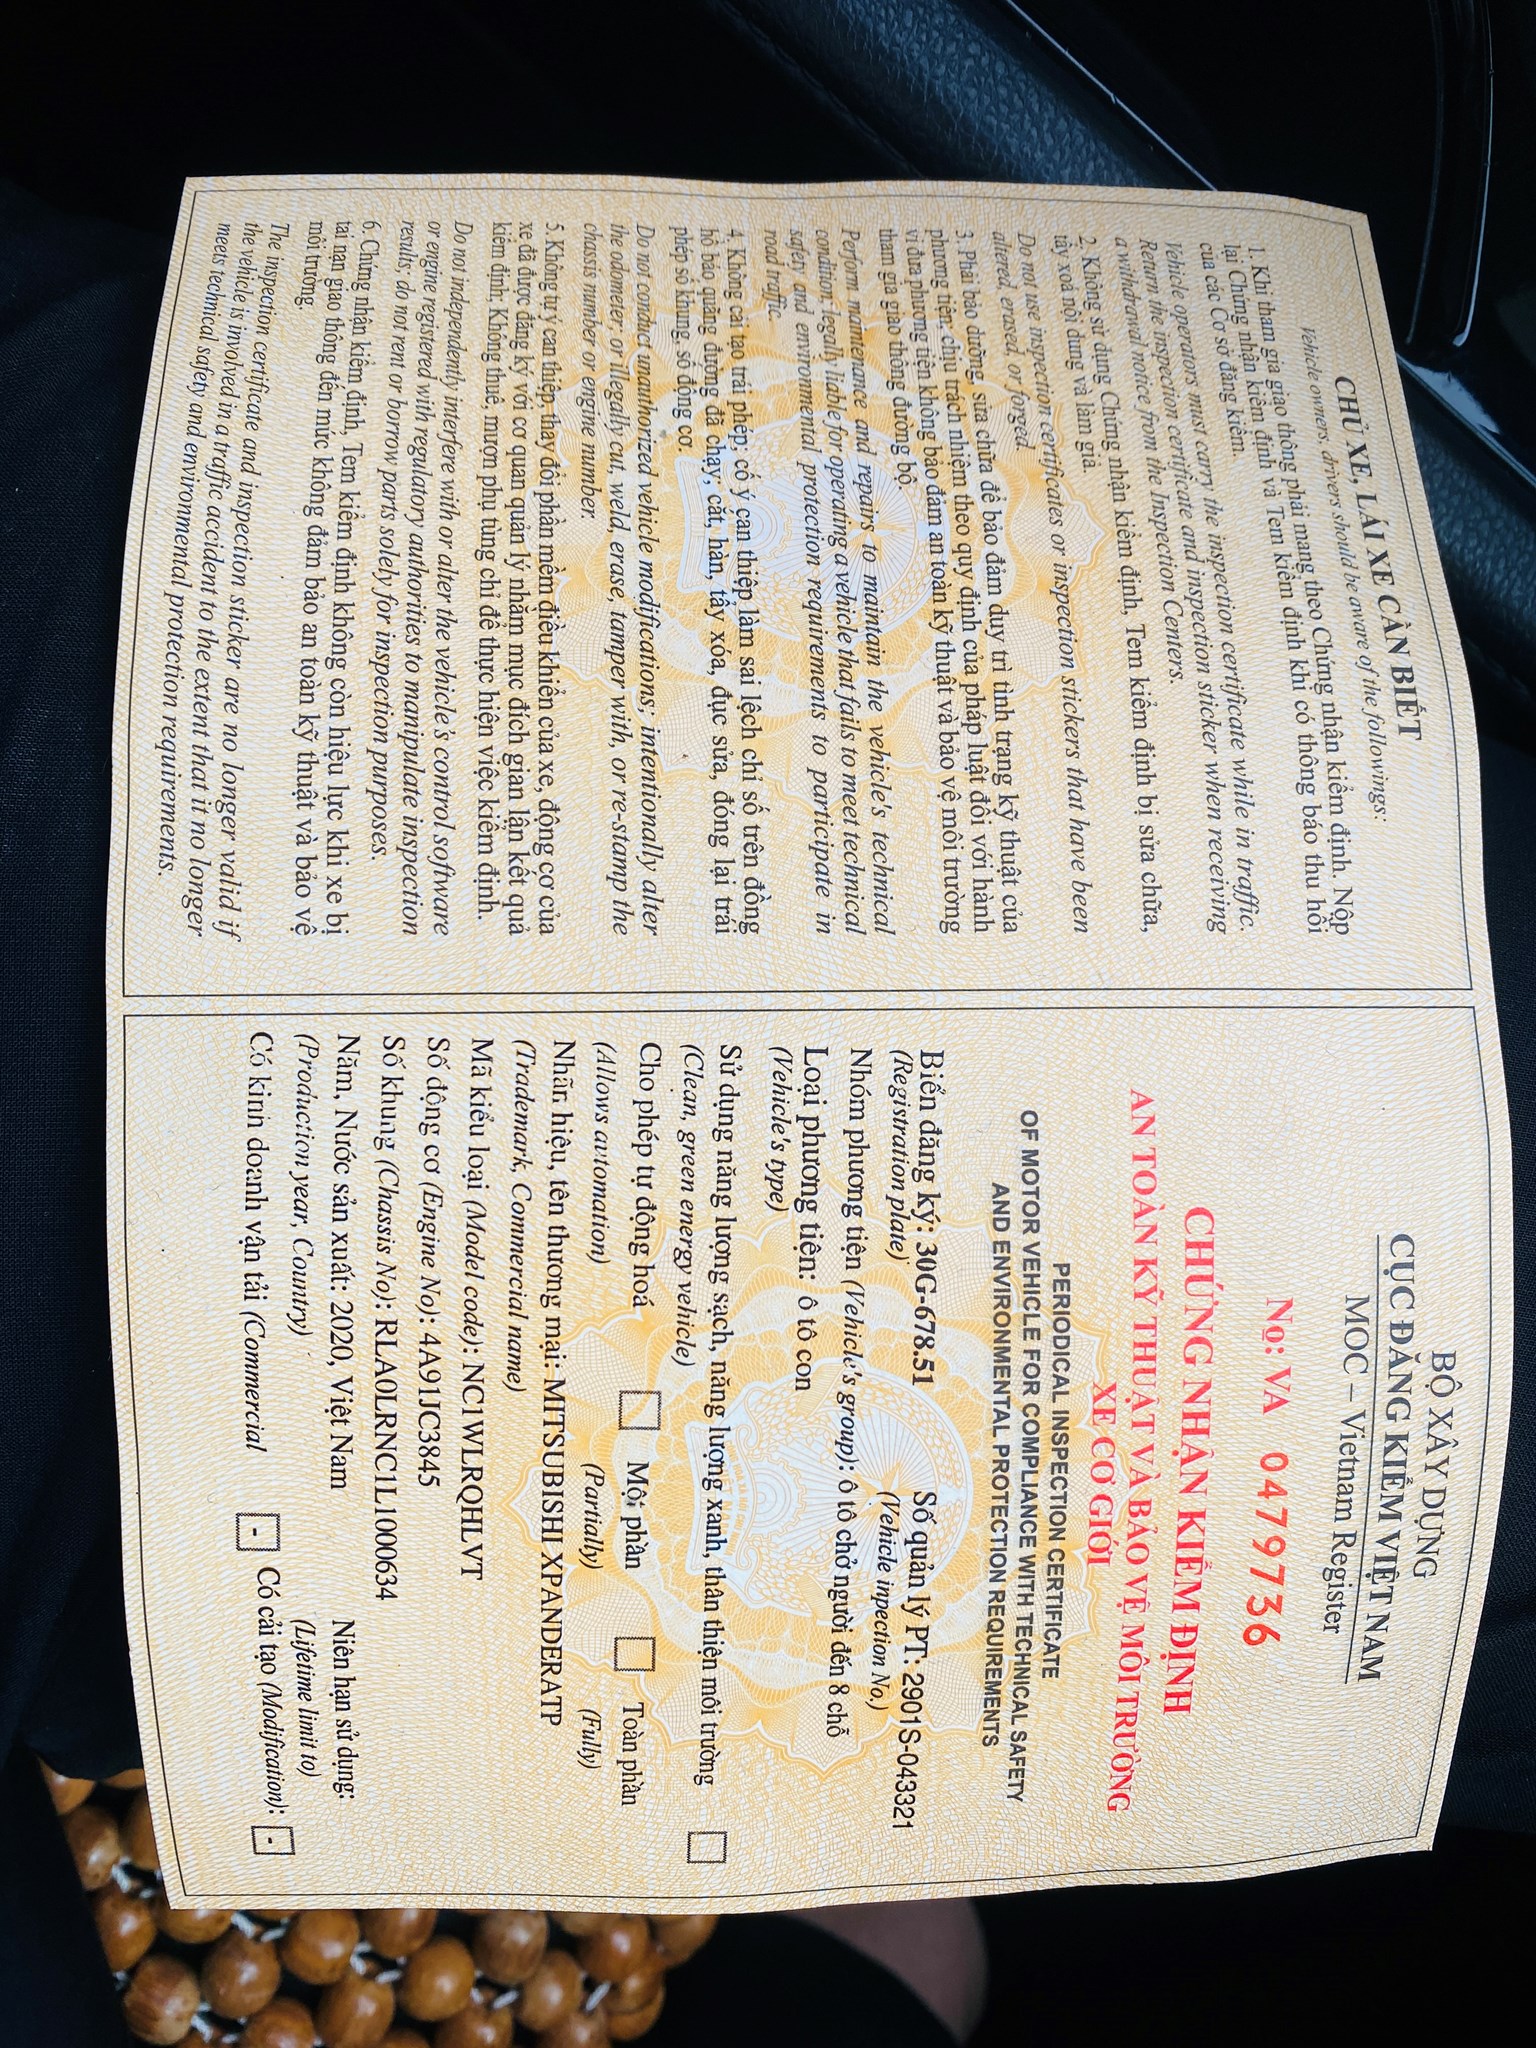 CHỦ XE, LÁI XE CẦN BIẾT
Vehicle owners, drivers should be aware of the followings:
1. Khi tham gia giao thông phải mang theo Chứng nhận kiểm định. Nộp
lại Chứng nhận kiểm định và Tem kiểm định khi có thông báo thu hồi
của các Cơ sở đăng kiểm.
Vehicle operators must carry the inspection certificate while in traffic.
Return the inspection certificate and inspection sticker when receiving
a withdrawal notice from the Inspection Centers.
2. Không sử dụng Chứng nhận kiểm định, Tem kiểm định bị sửa chữa,
tẩy xoá nội dung và làm giả.
Do not use inspection certificates or inspection stickers that have been
altered, erased, or forged.
3. Phải bảo dưỡng, sửa chữa để bảo đảm duy trì tình trạng kỹ thuật của
phương tiện, chịu trách nhiệm theo quy định của pháp luật đối với hành
vi đưa phương tiện không bảo đảm an toàn kỹ thuật và bảo vệ môi trường
tham gia giao thông đường bộ.
Perform maintenance and repairs to maintain the vehicle's technical
condition, legally liable for operating a vehicle that fails to meet technical
safety and environmental protection requirements to participate in
road traffic.
4. Không cải tạo trái phép; cố ý can thiệp làm sai lệch chỉ số trên đồng
hồ báo quãng đường đã chạy; cắt, hàn, tẩy xóa, đục sửa, đóng lại trái
phép số khung, số động cơ.
Do not conduct unauthorized vehicle modifications; intentionally alter
the odometer; or illegally cut, weld, erase, tamper with, or re-stamp the
chassis number or engine number.
5. Không tự ý can thiệp, thay đổi phần mềm điều khiển của xe, động cơ của
xe đã được đăng ký với cơ quan quản lý nhằm mục đích gian lận kết quả
kiểm định; Không thuê, mượn phụ tùng chỉ để thực hiện việc kiểm định.
Do not independently interfere with or alter the vehicle's control software
or engine registered with regulatory authorities to manipulate inspection
results; do not rent or borrow parts solely for inspection purposes.
6. Chứng nhận kiểm định, Tem kiểm định không còn hiệu lực khi xe bị
tai nạn giao thông đến mức không đảm bảo an toàn kỹ thuật và bảo vệ
môi trường.
The inspection certificate and inspection sticker are no longer valid if
the vehicle is involved in a traffic accident to the extent that it no longer
meets technical safety and environmental protection requirements.
BỘ XÂY DỰNG
CỤC ĐĂNG KIỂM VIỆT NAM
MOC – Vietnam Register
Nọ: VA 0479736
CHỨNG NHẬN KIỂM ĐỊNH
AN TOÀN KỸ THUẬT VÀ BẢO VỆ MÔI TRƯỜNG
XE CƠ GIỚI
PERIODICAL INSPECTION CERTIFICATE
OF MOTOR VEHICLE FOR COMPLIANCE WITH TECHNICAL SAFETY
AND ENVIRONMENTAL PROTECTION REQUIREMENTS
Biển đăng ký: 30G-678.51 Số quản lý PT: 2901S-043321
(Registration plate) (Vehicle inpection No,)
Nhóm phương tiện (Vehicle's group): ô tô chở người đến 8 chỗ
Loại phương tiện: ô tô con
(Vehicle's type)
Sử dụng năng lượng sạch, năng lượng xanh, thân thiện môi trường
(Clean, green energy vehicle)
Cho phép tự động hoá Một phần Toàn phần
(Allows automation) (Partially) (Fully)
Nhãn hiệu, tên thương mại: MITSUBISHI XPANDERATP
(Trademark, Commercial name)
Mã kiểu loại (Model code): NC1WLRQHLVT
Số động cơ (Engine No): 4A91JC3845
Số khung (Chassis No): RLA0LRNC1L1000634
Năm, Nước sản xuất: 2020, Việt Nam Niên hạn sử dụng:
(Production year, Country) (Lifetime limit to)
Có kinh doanh vận tải (Commercial - Có cải tạo (Modification): -